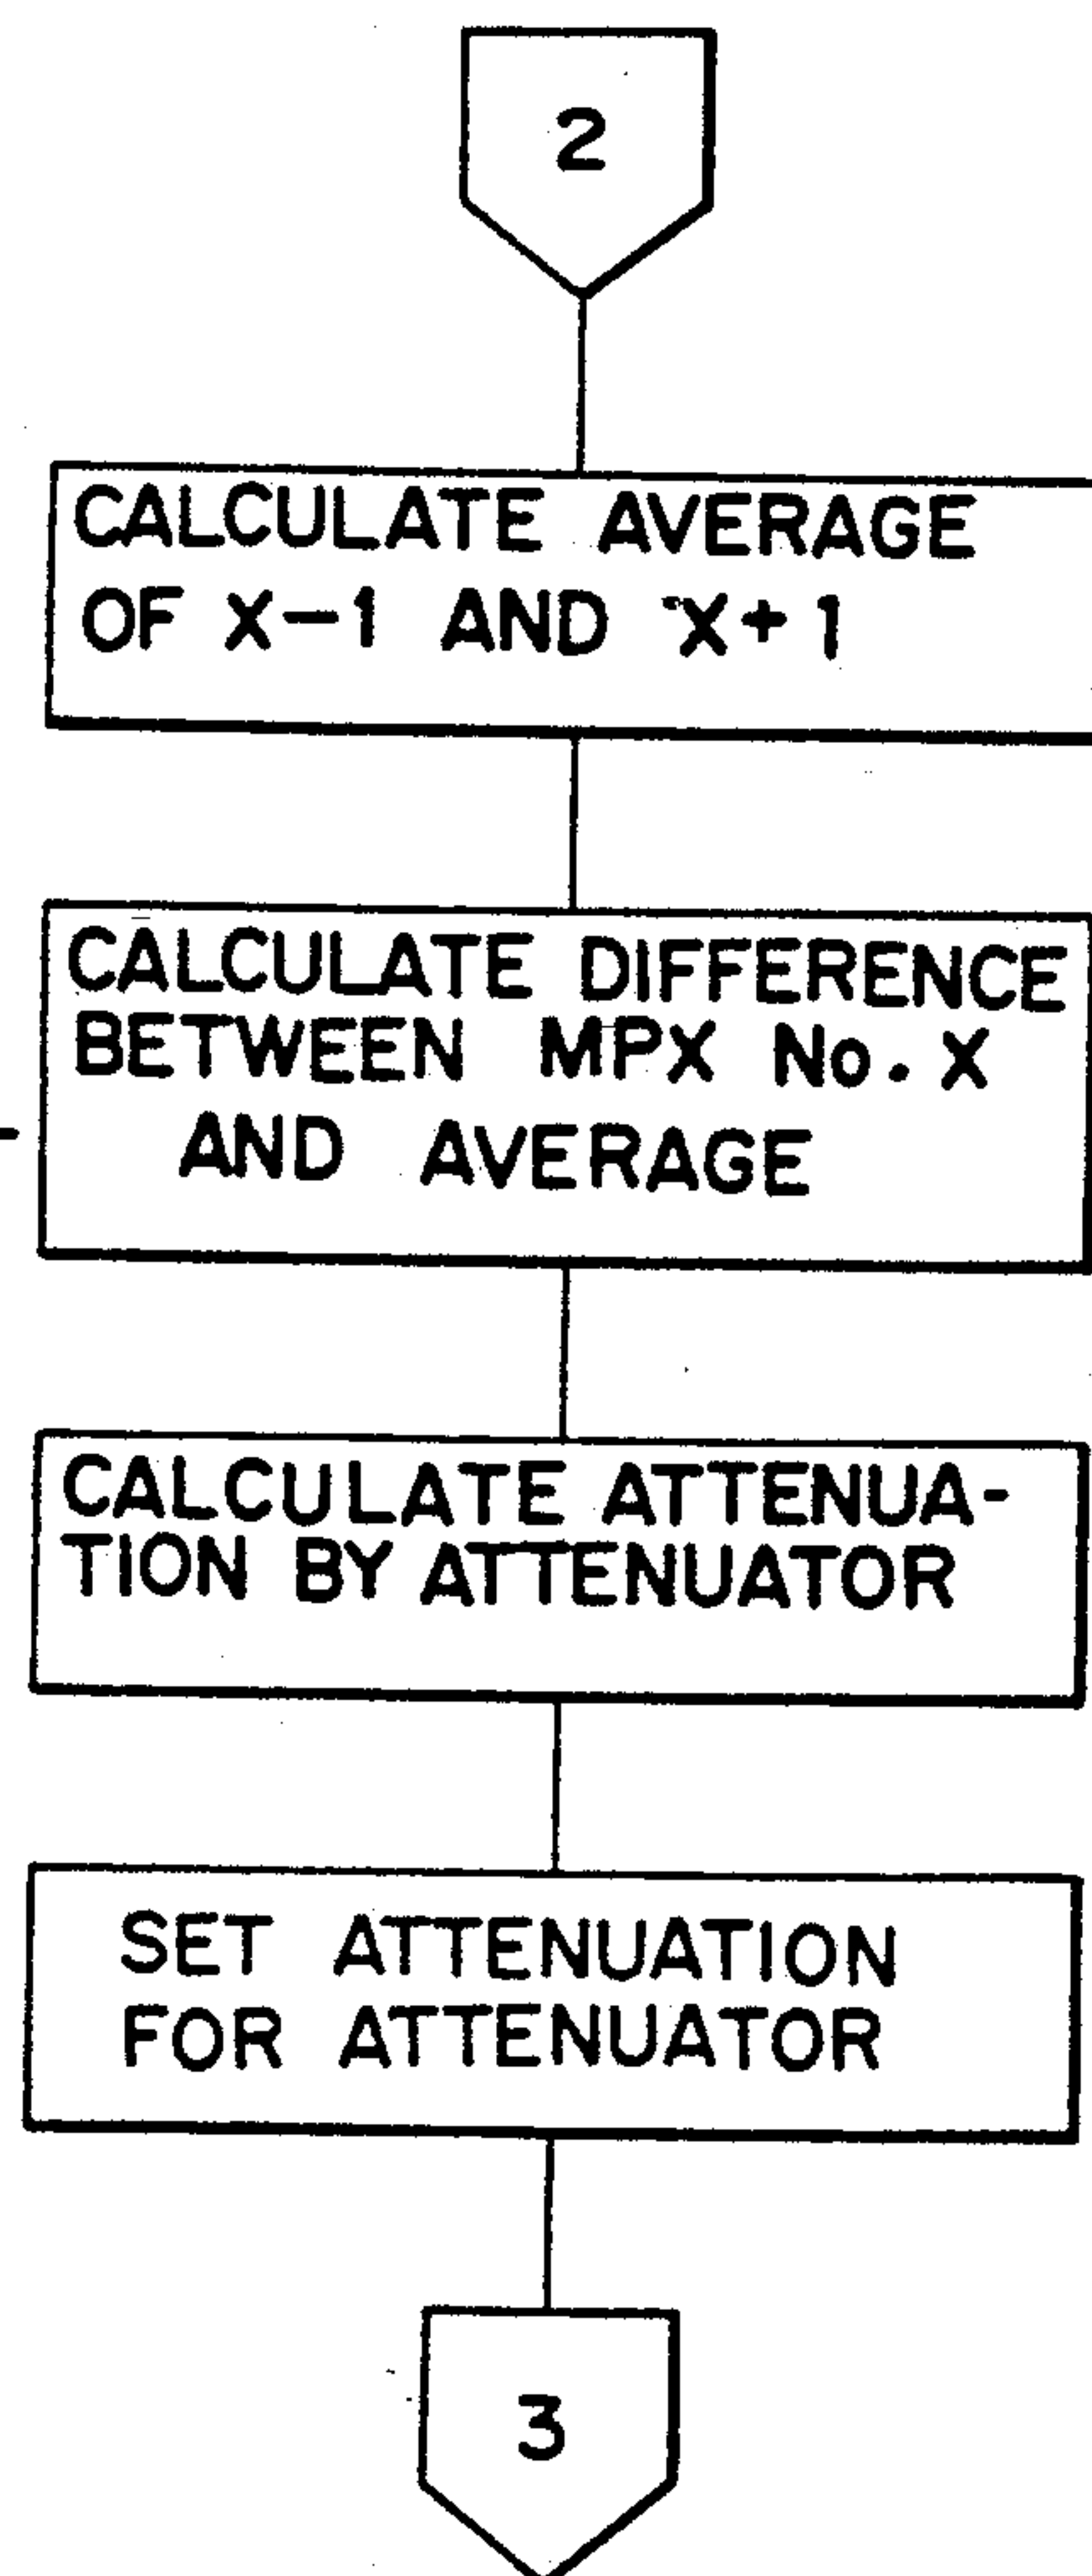 2
CALCULATE AVERAGE
OF X-1 AND X+1
CALCULATE DIFFERENCE
BETWEEN MPX No. X
AND AVERAGE
CALCULATE ATTENUA-
TION BY ATTENUATOR
SET ATTENUATION
FOR ATTENUATOR
3